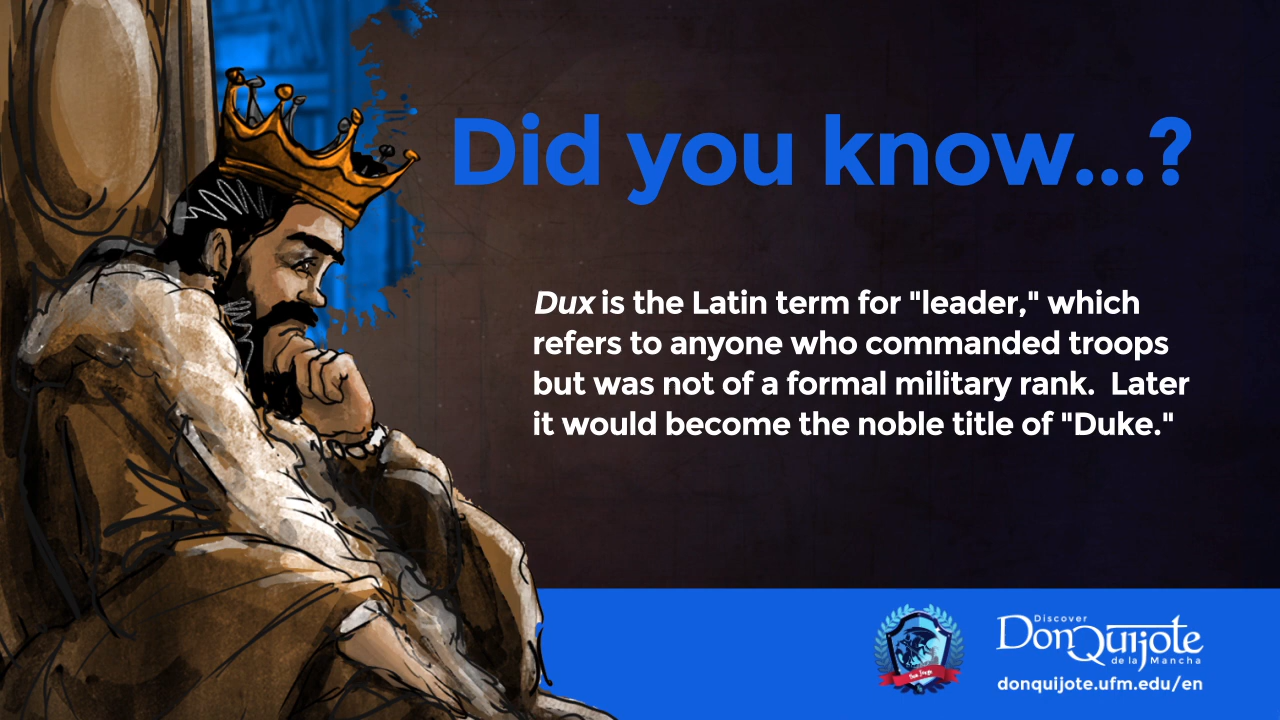 Did you know...?
Dux is the Latin term for "leader," which
refers to anyone who commanded troops
but was not of a formal military rank.  Later
it would become the noble title of "Duke."
Discover
DonQuijote
de la Mancha
donquijote.ufm.edu/en